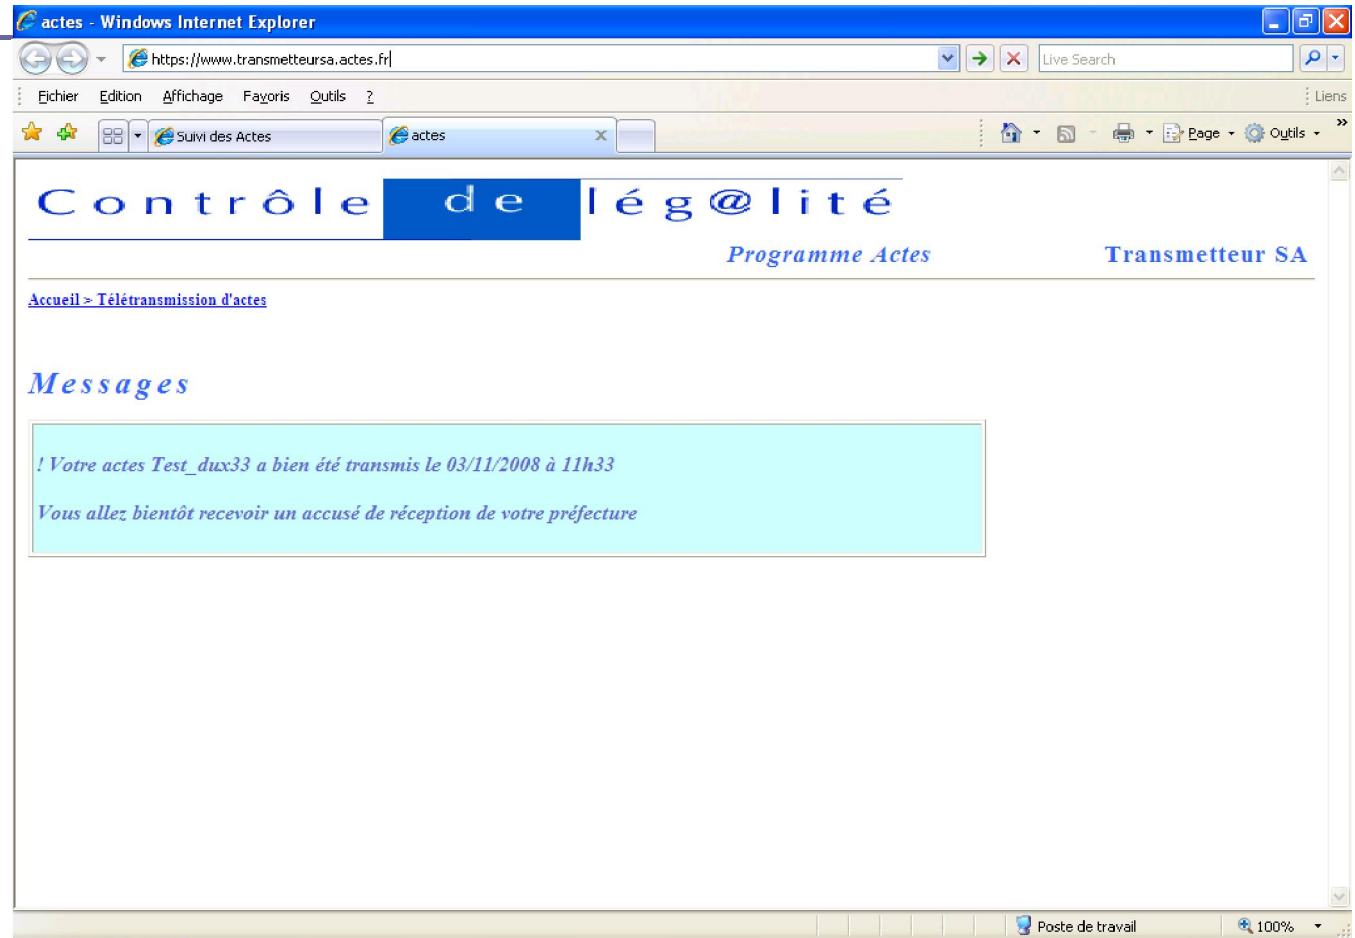 actes - Windows Internet Explorer
https://www.transmetteursa.actes.fr
Live Search
Fichier Edition Affichage Favoris Outils ?
Liens
Suivi des Actes
actes
Page
Outils
»
Contrôle de lég@lité
Programme Actes
Transmetteur SA
Accueil > Télétransmission d'actes
Messages
! Votre actes Test_dux33 a bien été transmis le 03/11/2008 à 11h33
Vous allez bientôt recevoir un accusé de réception de votre préfecture
Poste de travail
100%